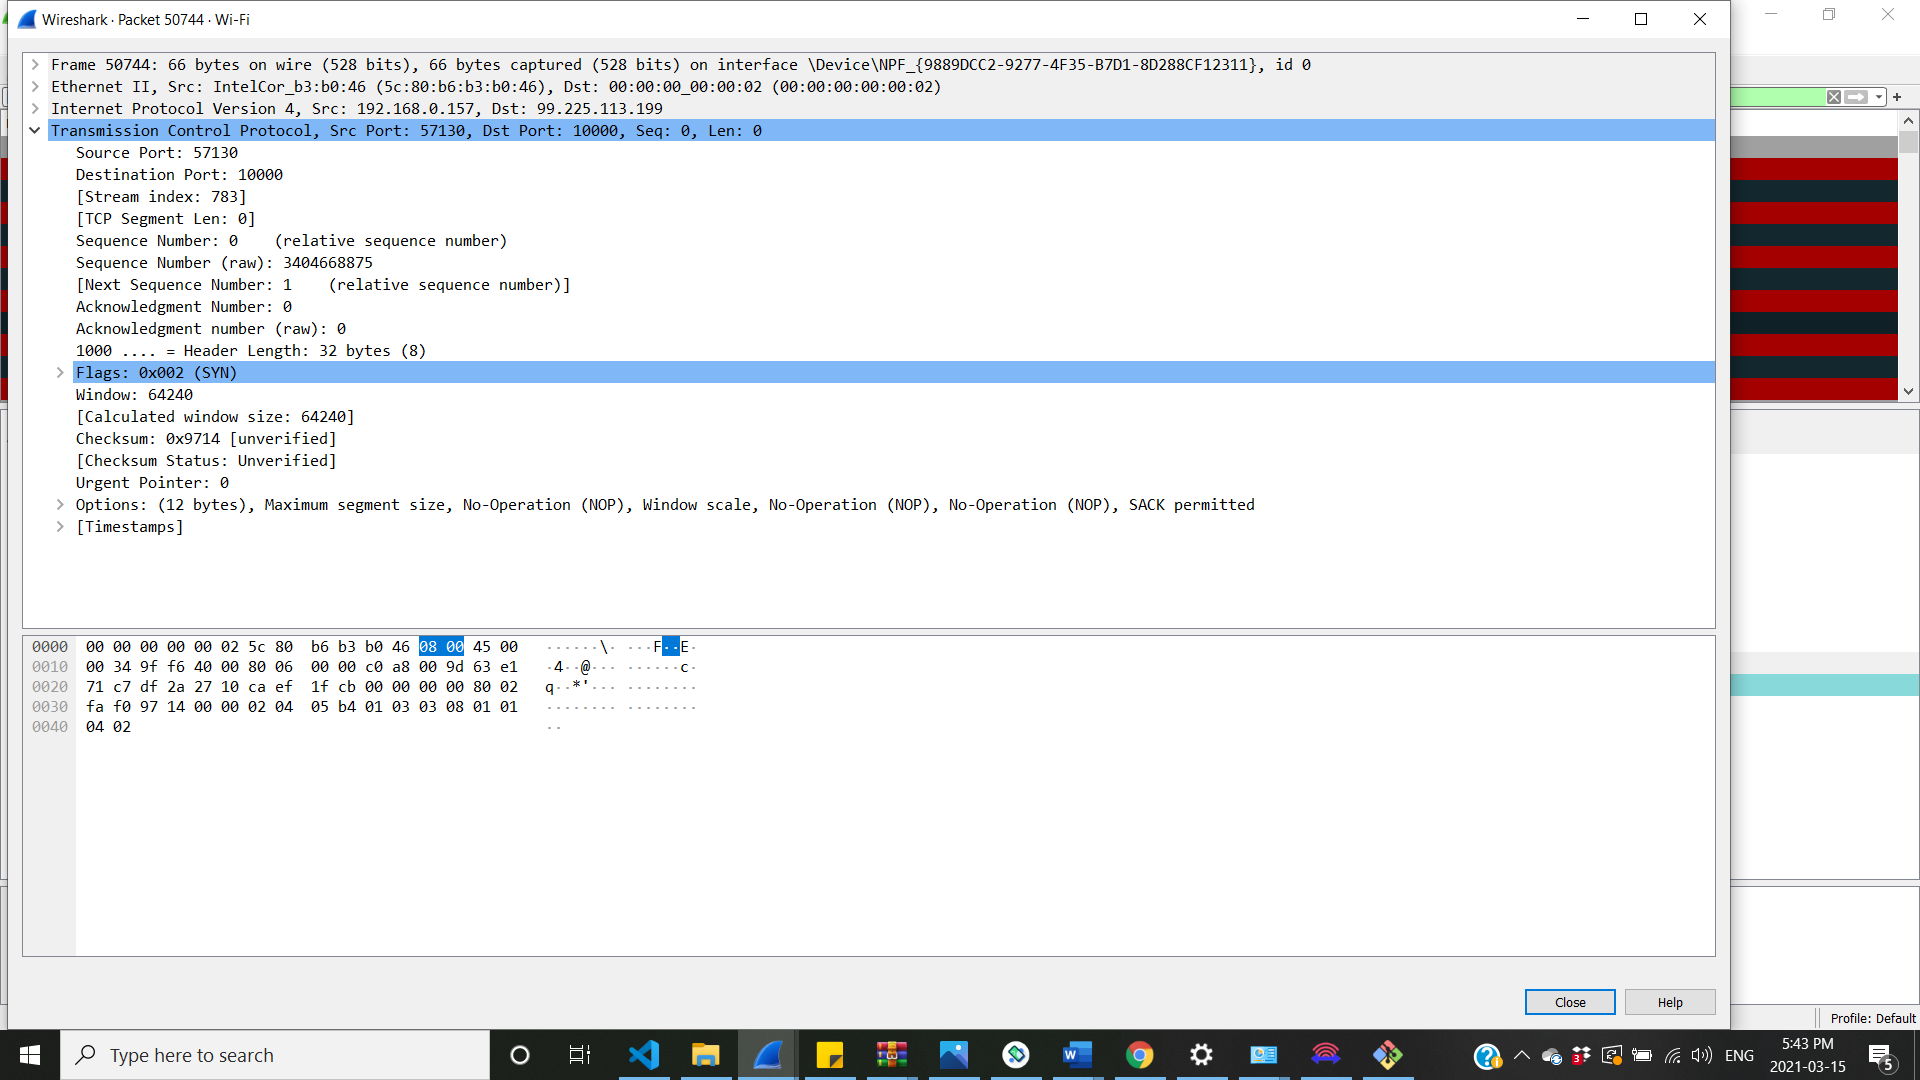 Wireshark · Packet 50744 · Wi-Fi
Frame 50744: 66 bytes on wire (528 bits), 66 bytes captured (528 bits) on interface \Device\NPF_{9889DCC2-9277-4F35-B7D1-8D288CF12311}, id 0
Ethernet II, Src: IntelCor_b3:b0:46 (5c:80:b6:b3:b0:46), Dst: 00:00:00_00:00:02 (00:00:00:00:00:02)
Internet Protocol Version 4, Src: 192.168.0.157, Dst: 99.225.113.199
Transmission Control Protocol, Src Port: 57130, Dst Port: 10000, Seq: 0, Len: 0
Source Port: 57130
Destination Port: 10000
[Stream index: 783]
[TCP Segment Len: 0]
Sequence Number: 0    (relative sequence number)
Sequence Number (raw): 3404668875
[Next Sequence Number: 1    (relative sequence number)]
Acknowledgment Number: 0
Acknowledgment number (raw): 0
1000 .... = Header Length: 32 bytes (8)
Flags: 0x002 (SYN)
Window: 64240
[Calculated window size: 64240]
Checksum: 0x9714 [unverified]
[Checksum Status: Unverified]
Urgent Pointer: 0
Options: (12 bytes), Maximum segment size, No-Operation (NOP), Window scale, No-Operation (NOP), No-Operation (NOP), SACK permitted
[Timestamps]
0000  00 00 00 00 00 02 5c 80  b6 b3 b0 46 08 00 45 00   ······\· ···F··E·
0010  00 34 9f f6 40 00 80 06  00 00 c0 a8 00 9d 63 e1   ·4··@··· ······c·
0020  71 c7 df 2a 27 10 ca ef  1f cb 00 00 00 00 80 02   q··*'··· ········
0030  fa f0 97 14 00 00 02 04  05 b4 01 03 03 08 01 01   ········ ········
0040  04 02   ··
Close
Help
Profile: Default
Type here to search
ENG
5:43 PM
2021-03-15
3
5